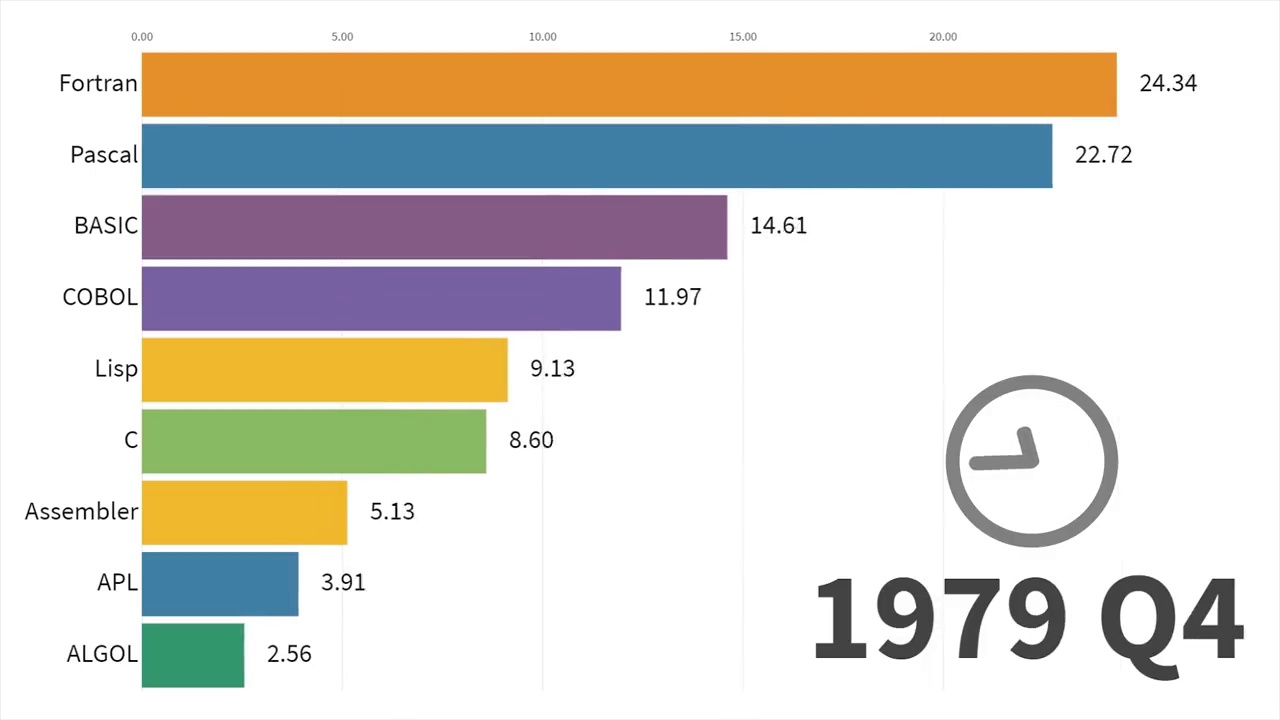 0.00 5.00 10.00 15.00 20.00
Fortran 24.34
Pascal 22.72
BASIC 14.61
COBOL 11.97
Lisp 9.13
C 8.60
Assembler 5.13
APL 3.91
ALGOL 2.56
1979 Q4